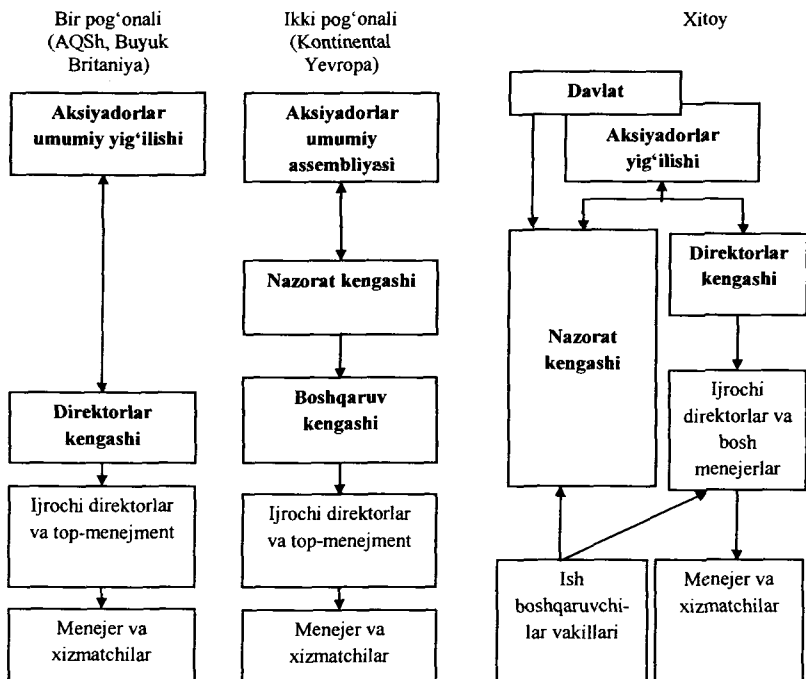 Bir pog‘onali
(AQSh, Buyuk
Britaniya)
Aksiyadorlar
umumiy yig‘ilishi
Direktorlar
kengashi
Ijrochi direktorlar
va top-menejment
Menejer va
xizmatchilar
Ikki pog‘onali
(Kontinental
Yevropa)
Aksiyadorlar
umumiy
assembliyasi
Nazorat kengashi
Boshqaruv
kengashi
Ijrochi direktorlar
va top-menejment
Menejer va
xizmatchilar
Xitoy
Davlat
Aksiyadorlar
yig‘ilishi
Nazorat
kengashi
Direktorlar
kengashi
Ijrochi
direktorlar va
bosh
menejerlar
Ish
boshqaruvchi-
lar vakillari
Menejer va
xizmatchilar